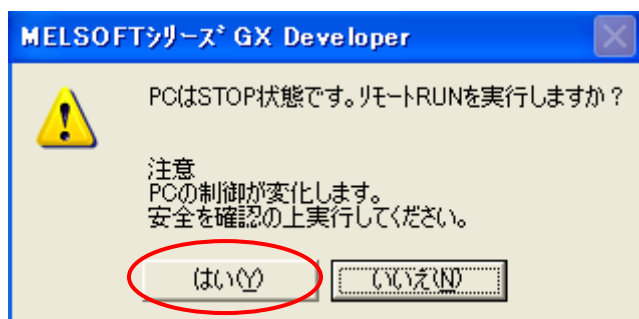 MELSOFTシリーズ GX Developer
PCはSTOP状態です。リモートRUNを実行しますか？
注意
PCの制御が変化します。
安全を確認の上実行してください。
はい(Y)
いいえ(N)